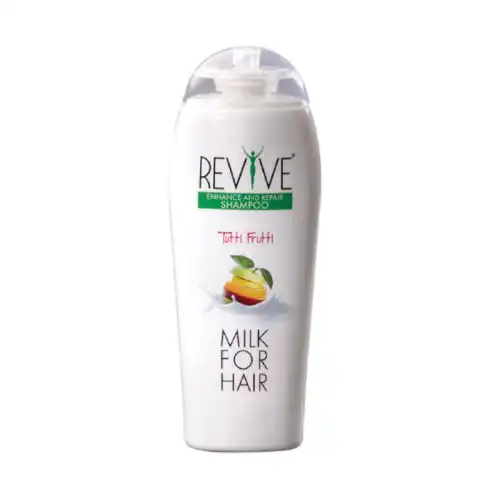 REVIVE®
ENHANCE AND REPAIR
SHAMPOO
Tutti Frutti
MILK
FOR
HAIR